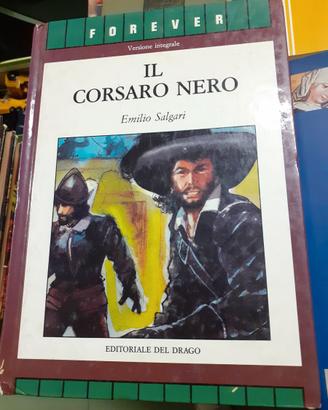 FOREVER
Versione integrale
IL
CORSARO NERO
Emilio Salgari
EDITORIALE DEL DRAGO